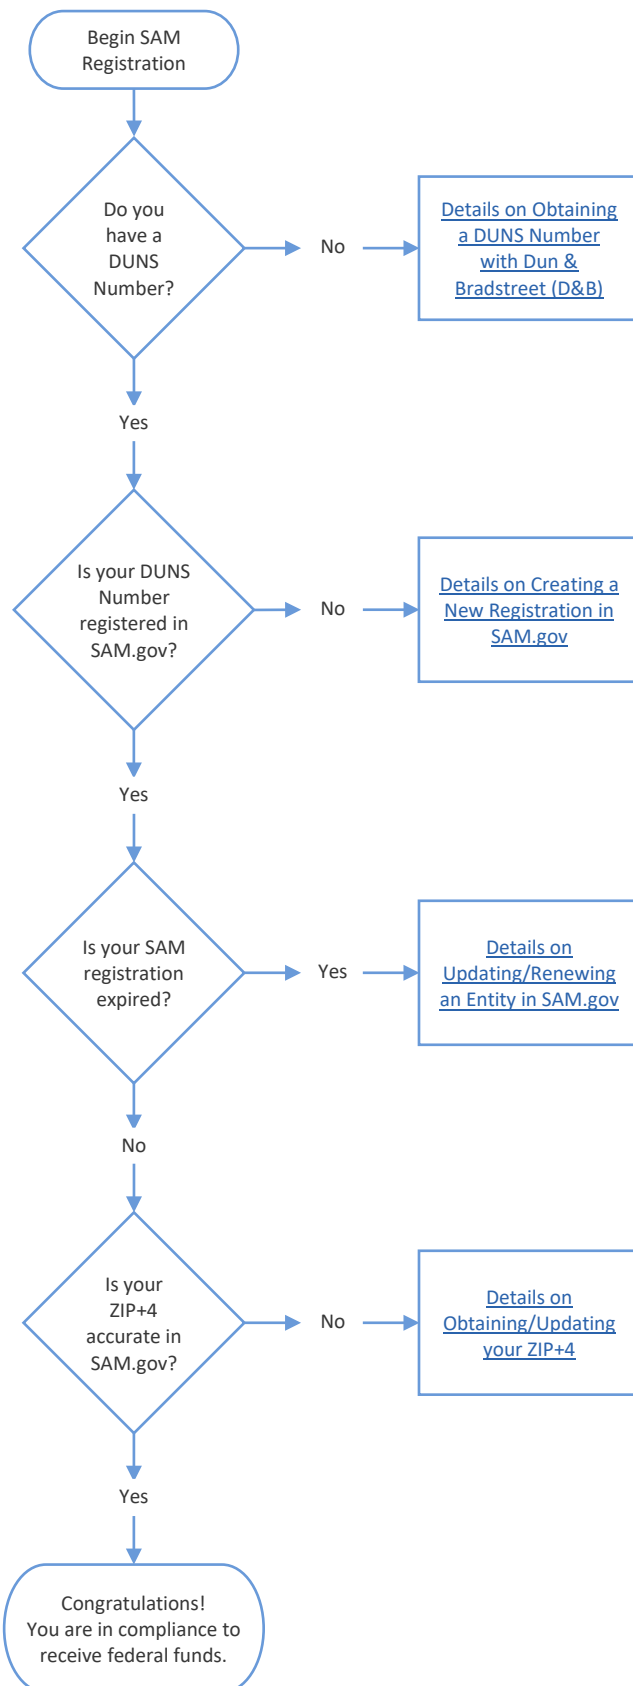 Begin SAM
Registration
Do you
have a
DUNS
Number?
No
Details on Obtaining
a DUNS Number
with Dun &
Bradstreet (D&B)
Yes
Is your DUNS
Number
registered in
SAM.gov?
No
Details on Creating a
New Registration in
SAM.gov
Yes
Is your SAM
registration
expired?
Yes
Details on
Updating/Renewing
an Entity in SAM.gov
No
Is your
ZIP+4
accurate in
SAM.gov?
No
Details on
Obtaining/Updating
your ZIP+4
Yes
Congratulations!
You are in compliance to
receive federal funds.